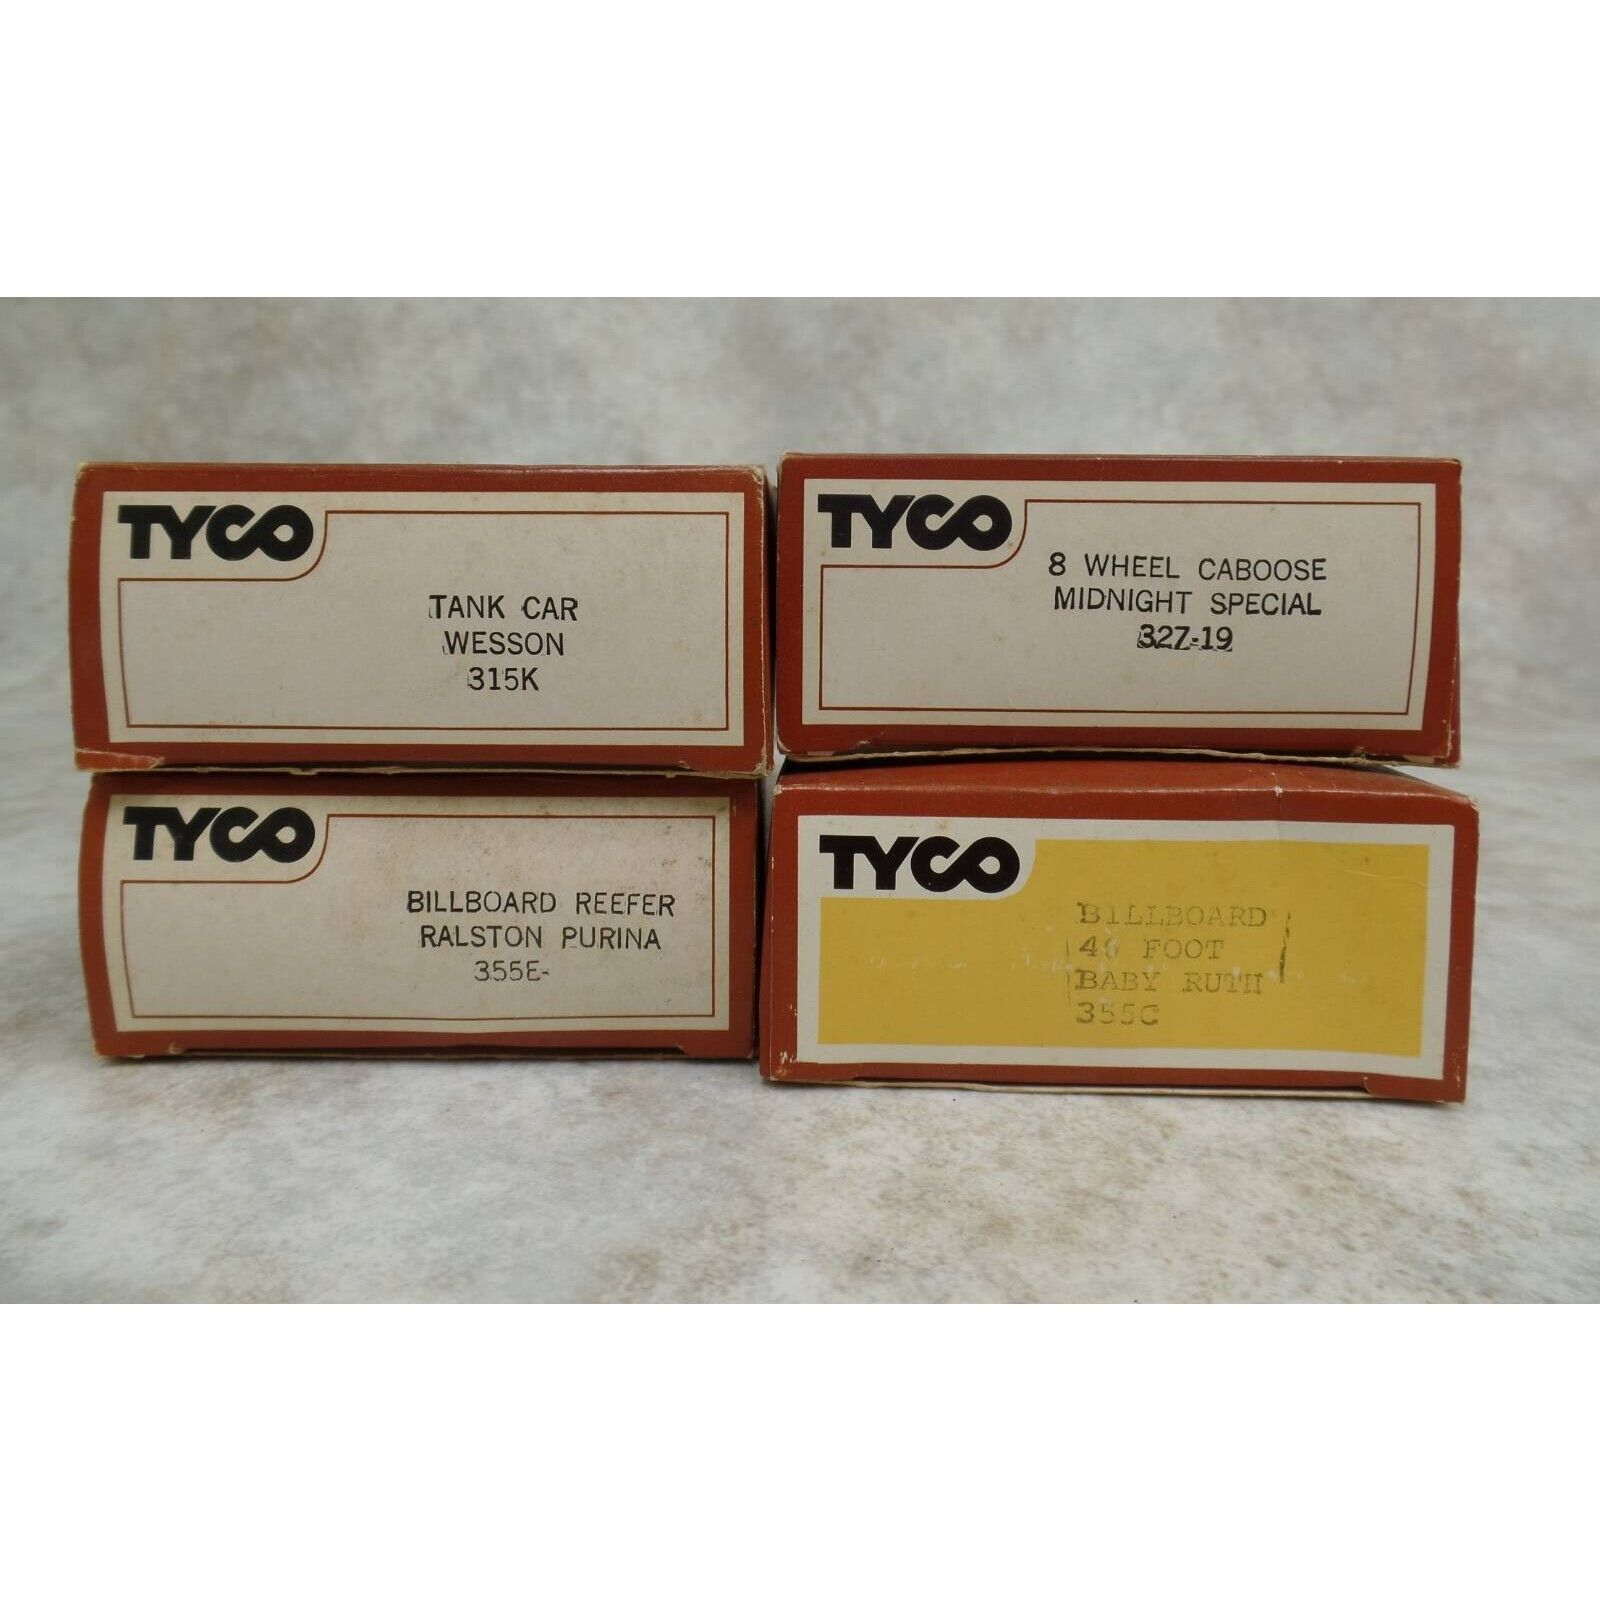 TYCO
TANK CAR
WESSON
315K
TYCO
8 WHEEL CABOOSE
MIDNIGHT SPECIAL
327-19
TYCO
BILLBOARD REEFER
RALSTON PURINA
355E-
TYCO
BILLBOARD
FOOT
BABY RUTH
355C